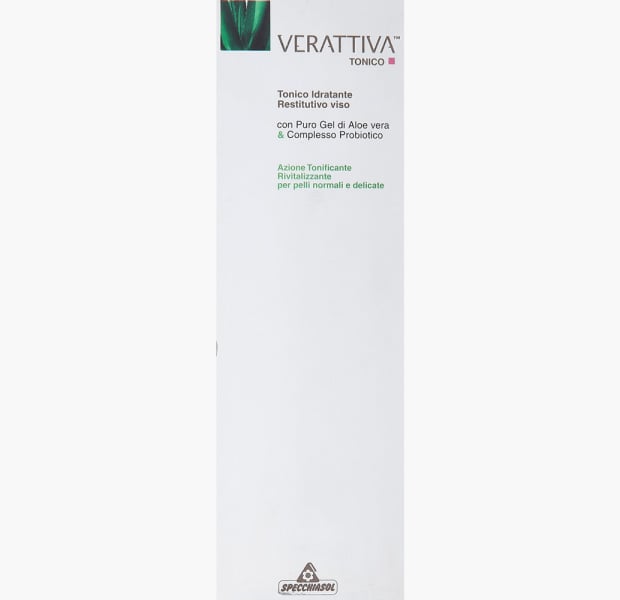 VERATTIVA™
TONICO
Tonico Idratante
Restitutivo viso
con Puro Gel di Aloe vera
& Complesso Probiotico
Azione Tonificante
Rivitalizzante
per pelli normali e delicate
SPECCHIASOL